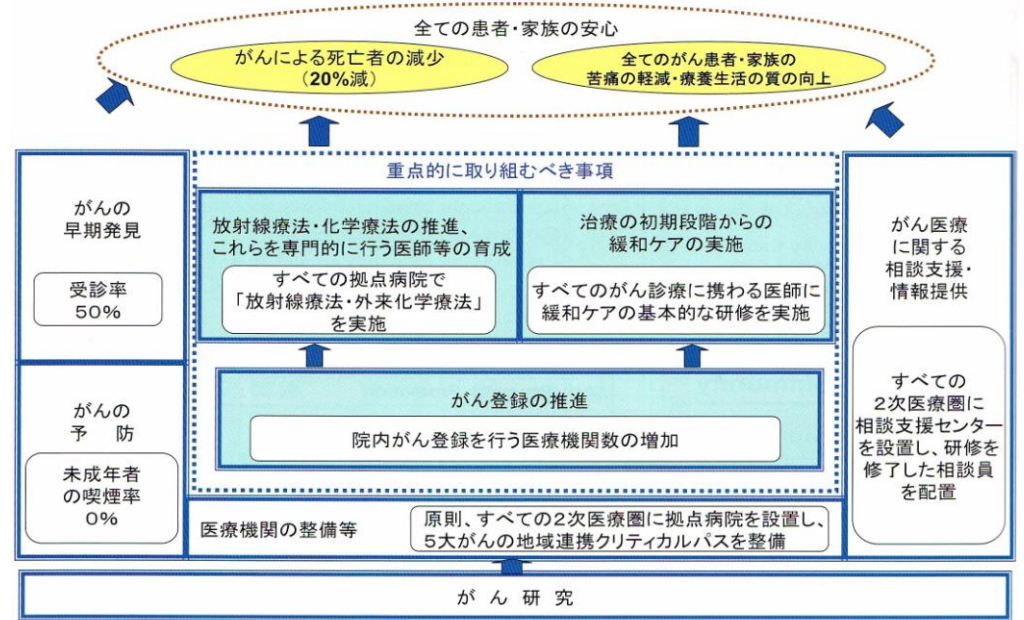 全ての患者・家族の安心
がんによる死亡者の減少
(20%減)
全てのがん患者・家族の
苦痛の軽減・療養生活の質の向上
がんの
早期発見
受診率
50%
がんの
予 防
未成年者
の喫煙率
0%
重点的に取り組むべき事項
放射線療法・化学療法の推進、
これらを専門的に行う医師等の育成
すべての拠点病院で
「放射線療法・外来化学療法」
を実施
治療の初期段階からの
緩和ケアの実施
すべてのがん診療に携わる医師に
緩和ケアの基本的な研修を実施
がん登録の推進
院内がん登録を行う医療機関数の増加
医療機関の整備等
原則、すべての2次医療圏に拠点病院を設置し、
5大がんの地域連携クリティカルパスを整備
がん医療
に関する
相談支援・
情報提供
すべての
2次医療圏に
相談支援センター
を設置し、研修を
修了した相談員
を配置
が ん 研 究